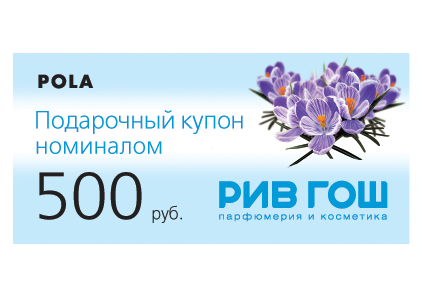 POLA
Подарочный купон
номиналом
500 руб.
РИВ ГОШ
парфюмерия и косметика